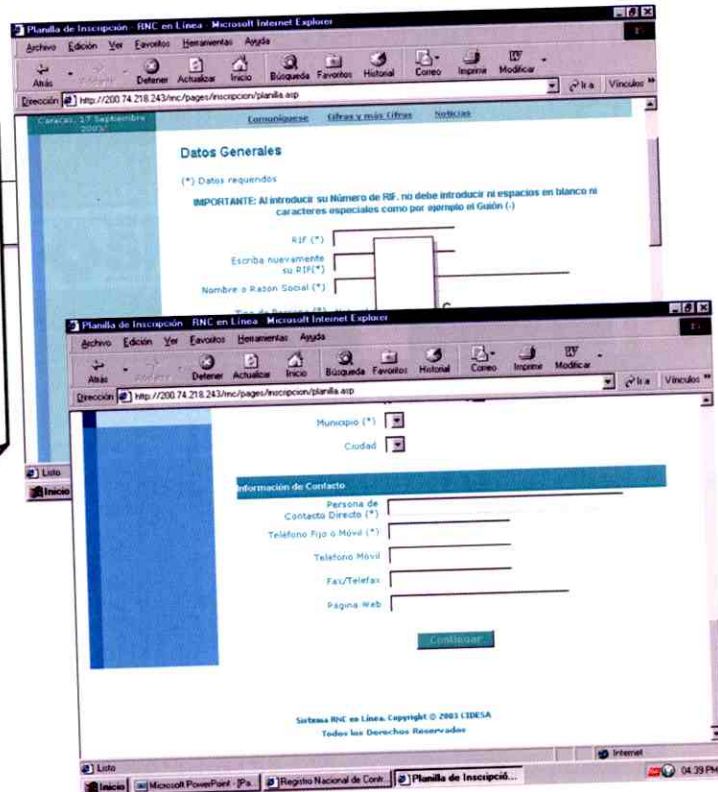 Planilla de Inscripción RNC en Línea - Microsoft Internet Explorer
Archivo Edición Ver Favoritos Herramientas Ayuda
Atrás Detener Actualizar Inicio Búsqueda Favoritos Historial Correo Imprimir Modificar
Dirección http://200.74.218.243/rnc/pages/inscripcion/planilla.asp Ir a Vínculos
Caracas, 17 Septiembre 2003 Comuníquese Cifras y más Cifras Noticias
Datos Generales
(*) Datos requeridos
IMPORTANTE: Al introducir su Número de RIF, no debe introducir ni espacios en blanco ni
caracteres especiales como por ejemplo el Guión (-)
RIF (*)
Escriba nuevamente
su RIF(*)
Nombre o Razon Social (*)
Listo
Inicio
Planilla de Inscripción RNC en Línea Microsoft Internet Explorer
Archivo Edición Ver Favoritos Herramientas Ayuda
Atrás Detener Actualizar Inicio Búsqueda Favoritos Historial Correo Imprimir Modificar
Dirección http://200.74.218.243/rnc/pages/inscripcion/planilla.asp Ir a Vínculos
Municipio (*)
Ciudad
Información de Contacto
Persona de
Contacto Directo (*)
Teléfono Fijo o Móvil (*)
Teléfono Móvil
Fax/Telefax
Página Web
Continuar
Sistema RNC en Línea. Copyright © 2003 CIDESA
Todos los Derechos Reservados
Listo Internet
Inicio Microsoft PowerPoint - [Pa... Registro Nacional de Contr... Planilla de Inscripció... 04:39 PM